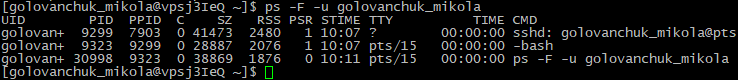 [golovanchuk_mikola@vpsj3IeQ ~]$ ps -F -u golovanchuk_mikola
UID        PID  PPID  C    SZ   RSS PSR STIME TTY          TIME CMD
golovan+  9299  7903  0 41473  2480   1 10:07 ?        00:00:00 sshd: golovanchuk_mikola@pts
golovan+  9323  9299  0 28887  2076   1 10:07 pts/15   00:00:00 -bash
golovan+ 30998  9323  0 38869  1876   0 10:11 pts/15   00:00:00 ps -F -u golovanchuk_mikola
[golovanchuk_mikola@vpsj3IeQ ~]$